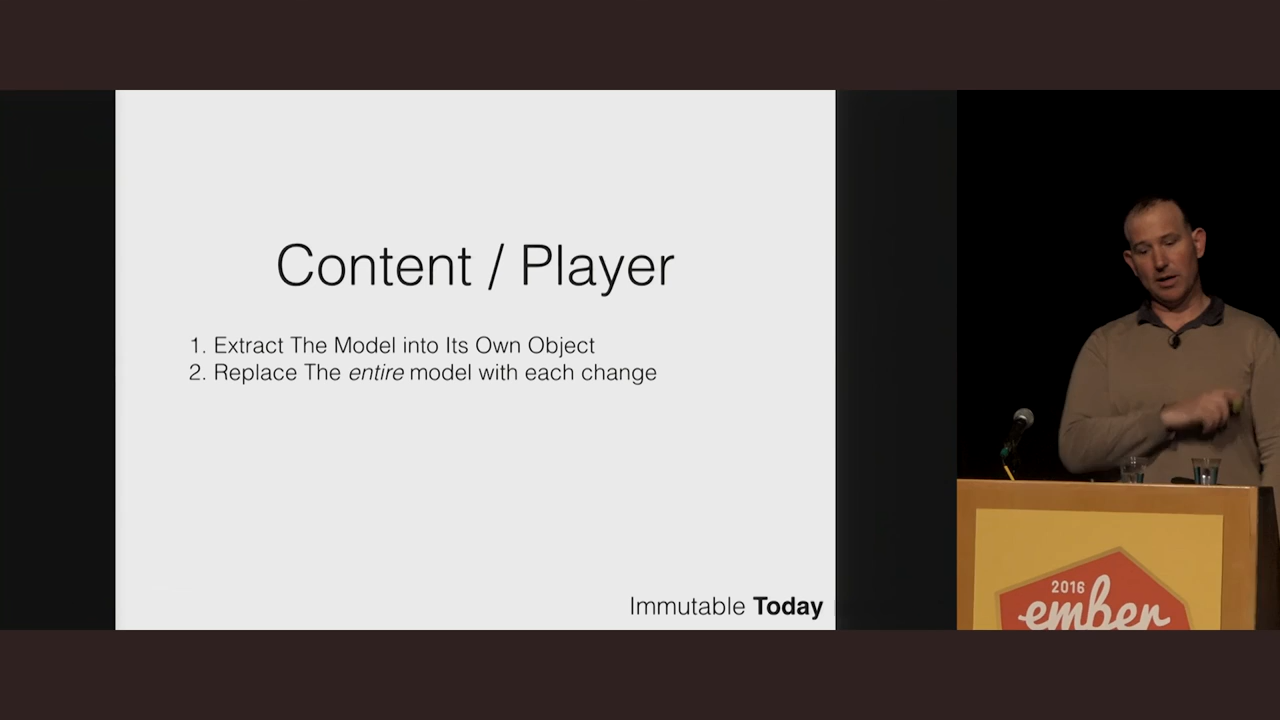 Content / Player
1. Extract The Model into Its Own Object
2. Replace The entire model with each change
Immutable Today
2016
ember